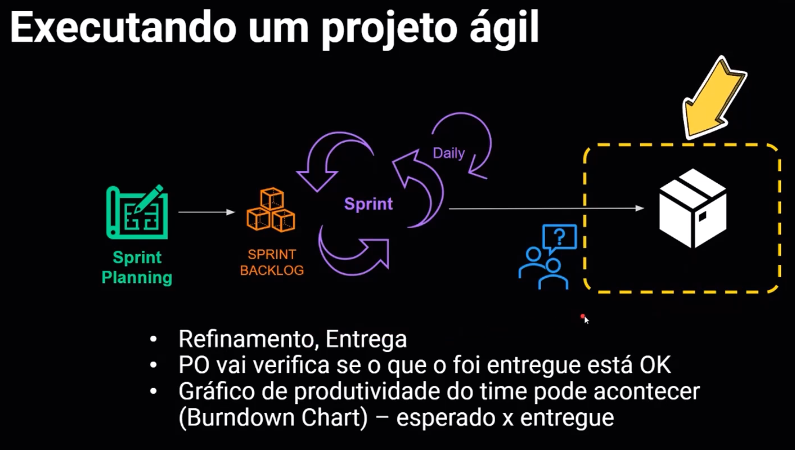 Executando um projeto ágil
Daily
Sprint
?
Sprint
Planning
SPRINT
BACKLOG
• Refinamento, Entrega
• PO vai verifica se o que o foi entregue está OK
• Gráfico de produtividade do time pode acontecer
(Burndown Chart) – esperado x entregue